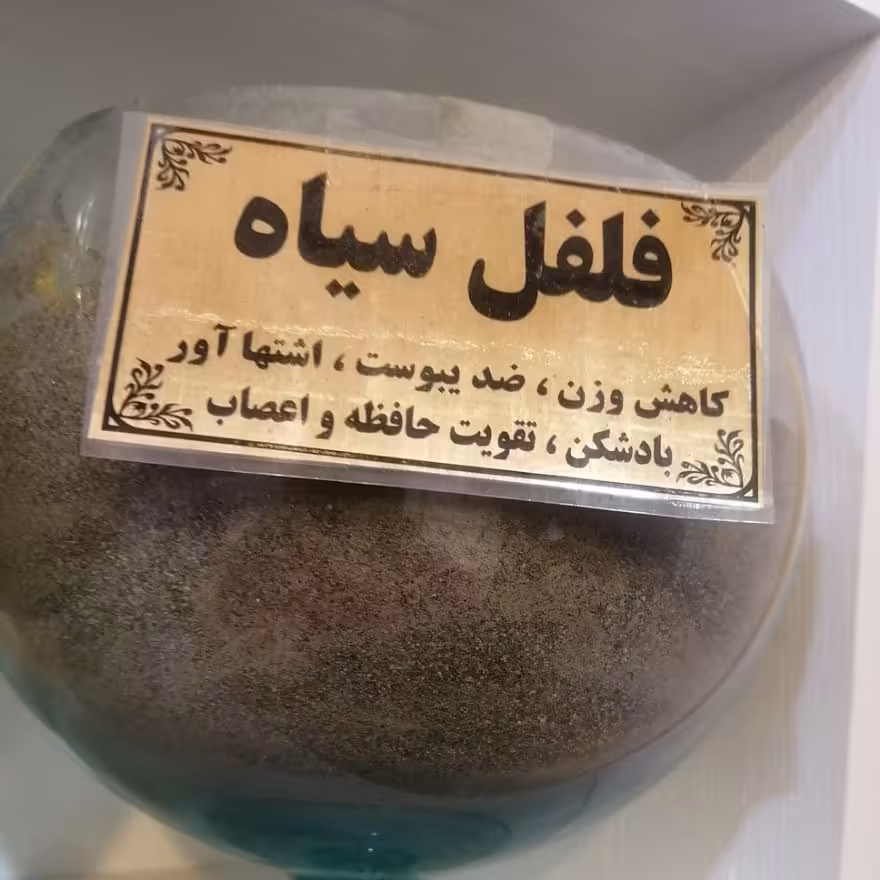 فلفل سیاه
کاهش وزن ، ضد یبوست ، اشتها آور
بادشکن ، تقویت حافظه و اعصاب